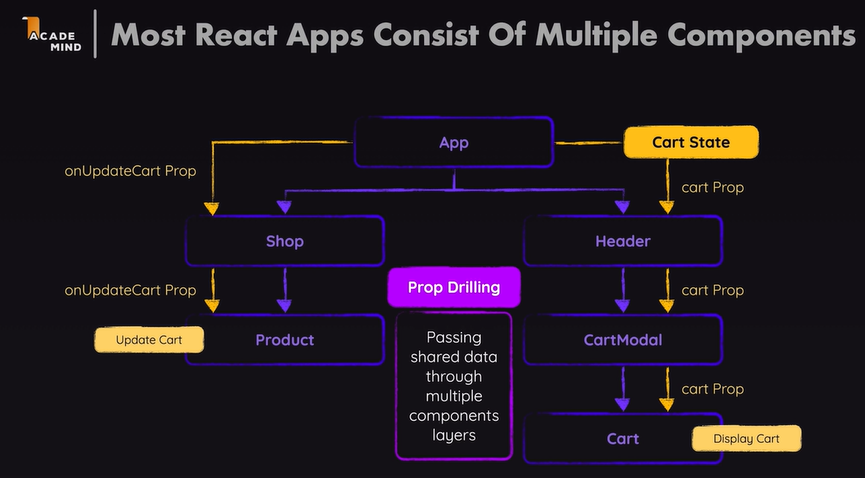 ACADE
MIND
Most React Apps Consist Of Multiple Components
App
Cart State
onUpdateCart Prop
cart Prop
Shop
Header
onUpdateCart Prop
Prop Drilling
cart Prop
Update Cart
Product
Passing
shared data
through
multiple
components
layers
CartModal
cart Prop
Cart
Display Cart